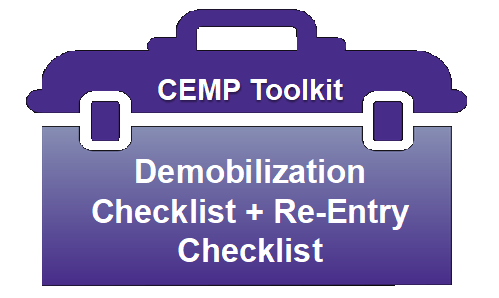 CEMP Toolkit
Demobilization
Checklist + Re-Entry
Checklist